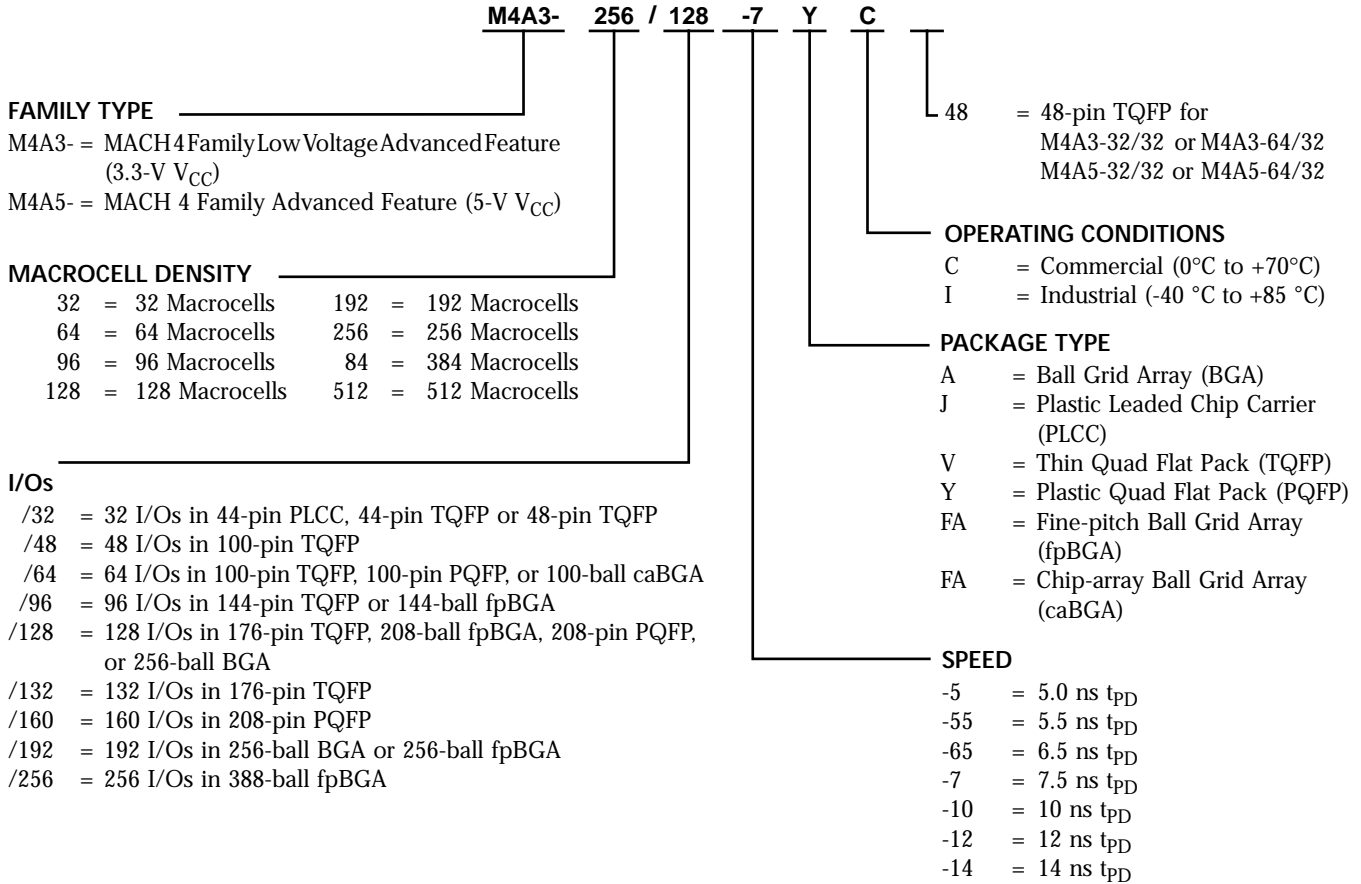 M4A3- 256 / 128 -7 Y C
FAMILY TYPE
M4A3- = MACH 4 Family Low Voltage Advanced Feature
(3.3-V VCC)
M4A5- = MACH 4 Family Advanced Feature (5-V VCC)
MACROCELL DENSITY
32 = 32 Macrocells 192 = 192 Macrocells
64 = 64 Macrocells 256 = 256 Macrocells
96 = 96 Macrocells 84 = 384 Macrocells
128 = 128 Macrocells 512 = 512 Macrocells
I/Os
/32 = 32 I/Os in 44-pin PLCC, 44-pin TQFP or 48-pin TQFP
/48 = 48 I/Os in 100-pin TQFP
/64 = 64 I/Os in 100-pin TQFP, 100-pin PQFP, or 100-ball caBGA
/96 = 96 I/Os in 144-pin TQFP or 144-ball fpBGA
/128 = 128 I/Os in 176-pin TQFP, 208-ball fpBGA, 208-pin PQFP,
or 256-ball BGA
/132 = 132 I/Os in 176-pin TQFP
/160 = 160 I/Os in 208-pin PQFP
/192 = 192 I/Os in 256-ball BGA or 256-ball fpBGA
/256 = 256 I/Os in 388-ball fpBGA
48 = 48-pin TQFP for
M4A3-32/32 or M4A3-64/32
M4A5-32/32 or M4A5-64/32
OPERATING CONDITIONS
C = Commercial (0°C to +70°C)
I = Industrial (-40 °C to +85 °C)
PACKAGE TYPE
A = Ball Grid Array (BGA)
J = Plastic Leaded Chip Carrier
(PLCC)
V = Thin Quad Flat Pack (TQFP)
Y = Plastic Quad Flat Pack (PQFP)
FA = Fine-pitch Ball Grid Array
(fpBGA)
FA = Chip-array Ball Grid Array
(caBGA)
SPEED
-5 = 5.0 ns tPD
-55 = 5.5 ns tPD
-65 = 6.5 ns tPD
-7 = 7.5 ns tPD
-10 = 10 ns tPD
-12 = 12 ns tPD
-14 = 14 ns tPD